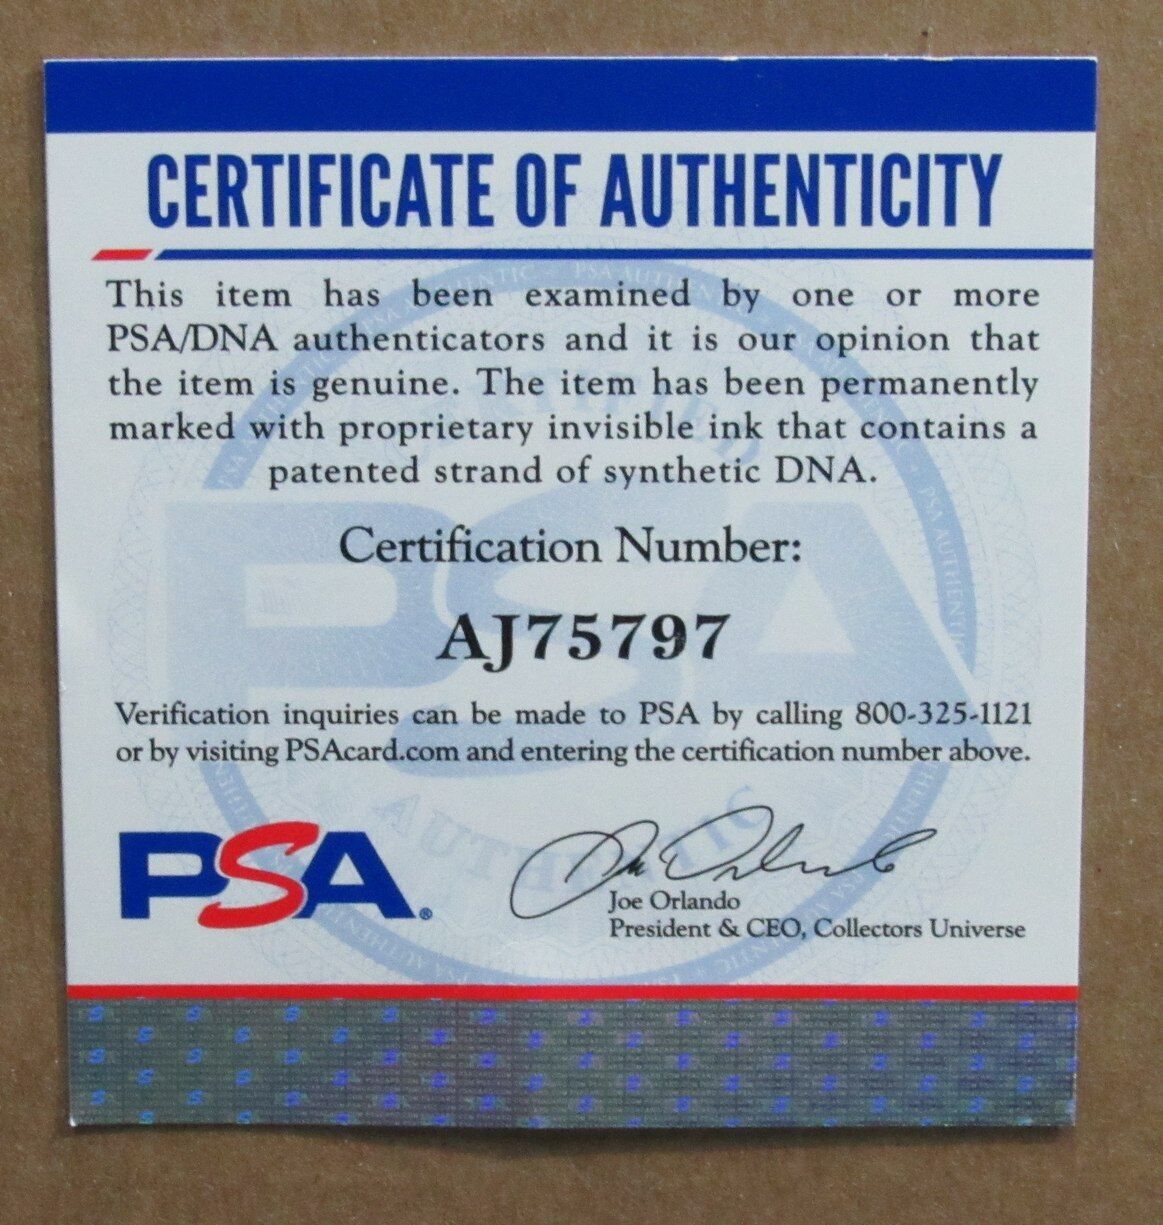 CERTIFICATE OF AUTHENTICITY
This item has been examined by one or more
PSA/DNA authenticators and it is our opinion that
the item is genuine. The item has been permanently
marked with proprietary invisible ink that contains a
patented strand of synthetic DNA.
Certification Number:
AJ75797
Verification inquiries can be made to PSA by calling 800-325-1121
or by visiting PSAcard.com and entering the certification number above.
PSA®
Joe Orlando
President & CEO, Collectors Universe
CERTIFIED
PSA
AUTHENTIC